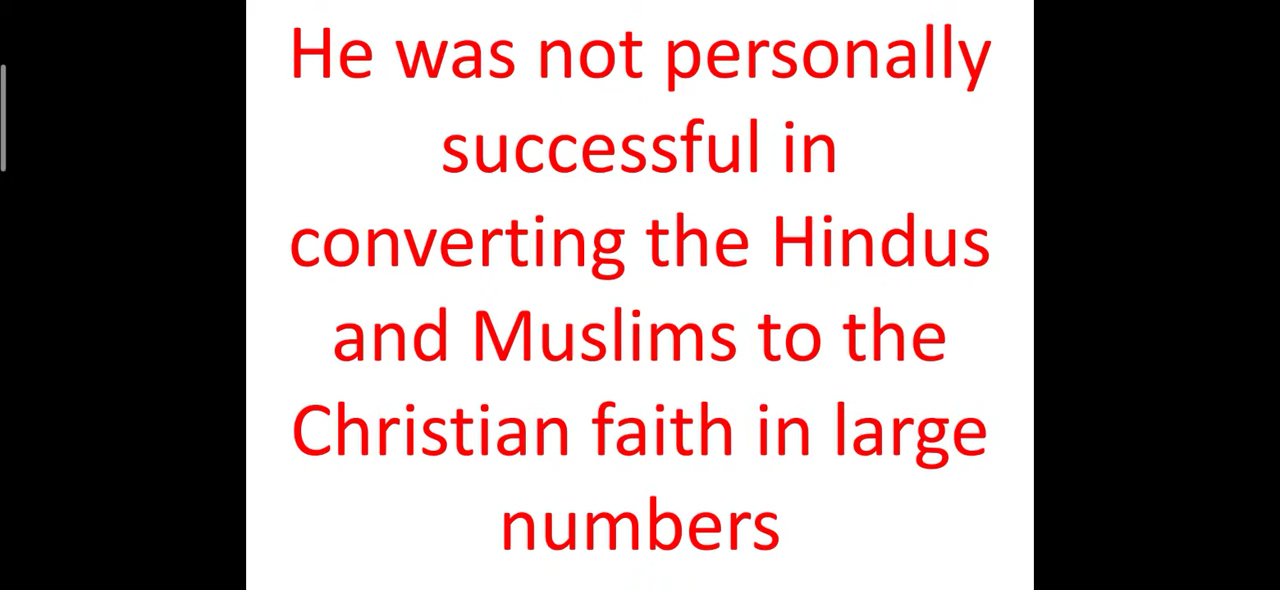 He was not personally
successful in
converting the Hindus
and Muslims to the
Christian faith in large
numbers